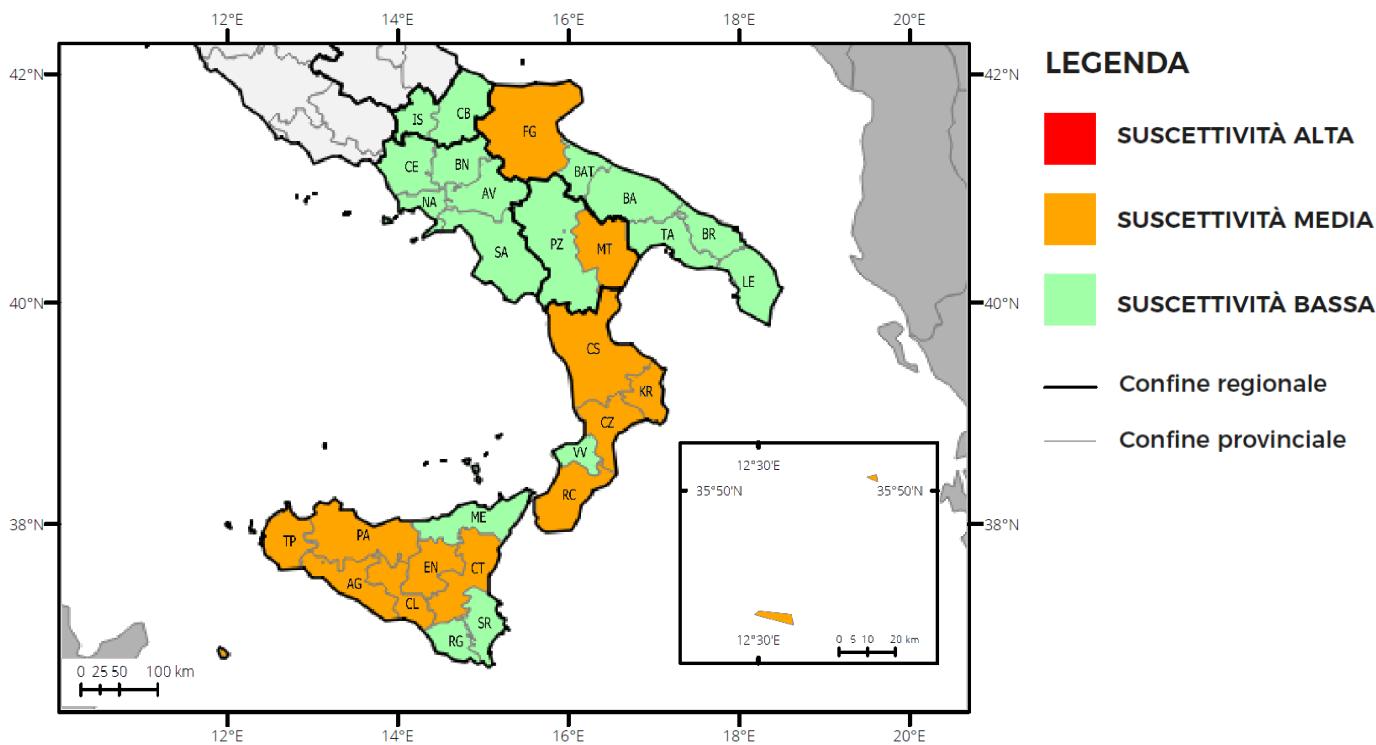 12°E 14°E 16°E 18°E 20°E
42°N 42°N
LEGENDA
SUSCETTIVITÀ ALTA
SUSCETTIVITÀ MEDIA
SUSCETTIVITÀ BASSA
Confine regionale
Confine provinciale
IS CB FG
CE BN BAT
NA AV BA
SA PZ MT TA BR
LE
40°N 40°N
CS
KR
CZ
VV
RC
ME
38°N 38°N
TP PA
AG EN CT
CL
SR
RG
12°30'E
35°50'N 35°50'N
12°30'E
0 5 10 20 km
0 25 50 100 km
12°E 14°E 16°E 18°E 20°E